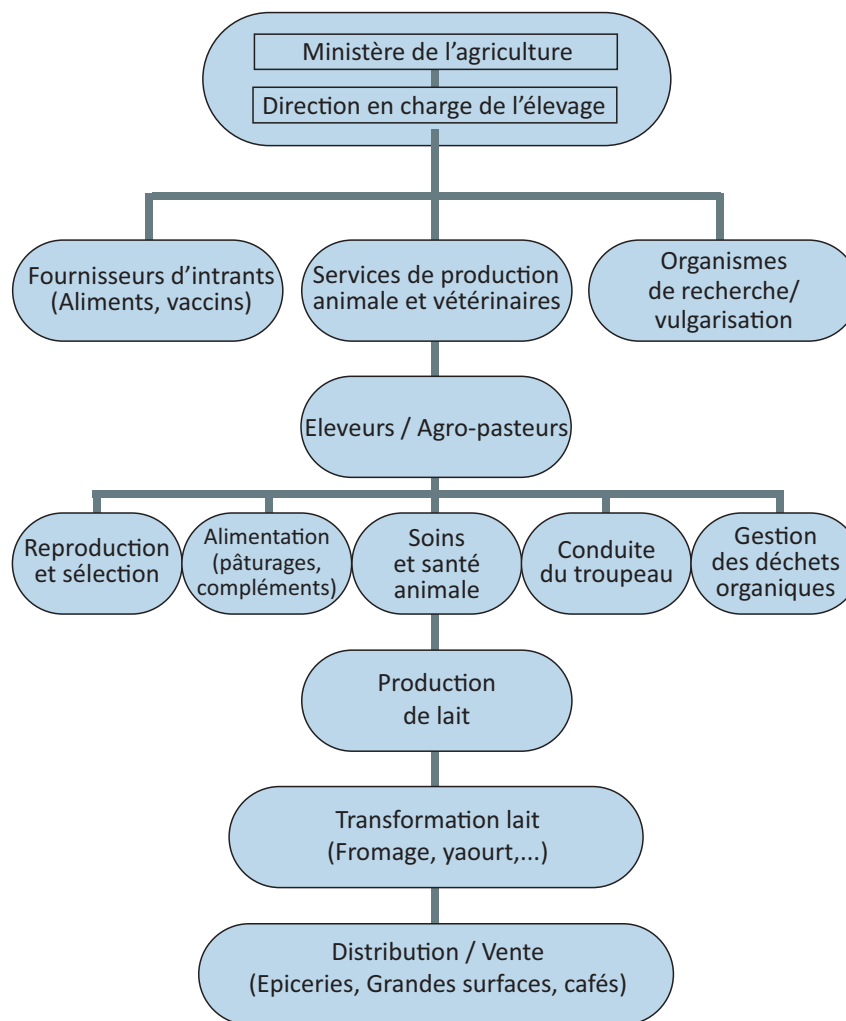 Ministère de l’agriculture
Direction en charge de l’élevage
Fournisseurs d’intrants
(Aliments, vaccins)
Services de production
animale et vétérinaires
Organismes
de recherche/
vulgarisation
Eleveurs / Agro-pasteurs
Reproduction
et sélection
Alimentation
(pâturages,
compléments)
Soins
et santé
animale
Conduite
du troupeau
Gestion
des déchets
organiques
Production
de lait
Transformation lait
(Fromage, yaourt,...)
Distribution / Vente
(Epiceries, Grandes surfaces, cafés)